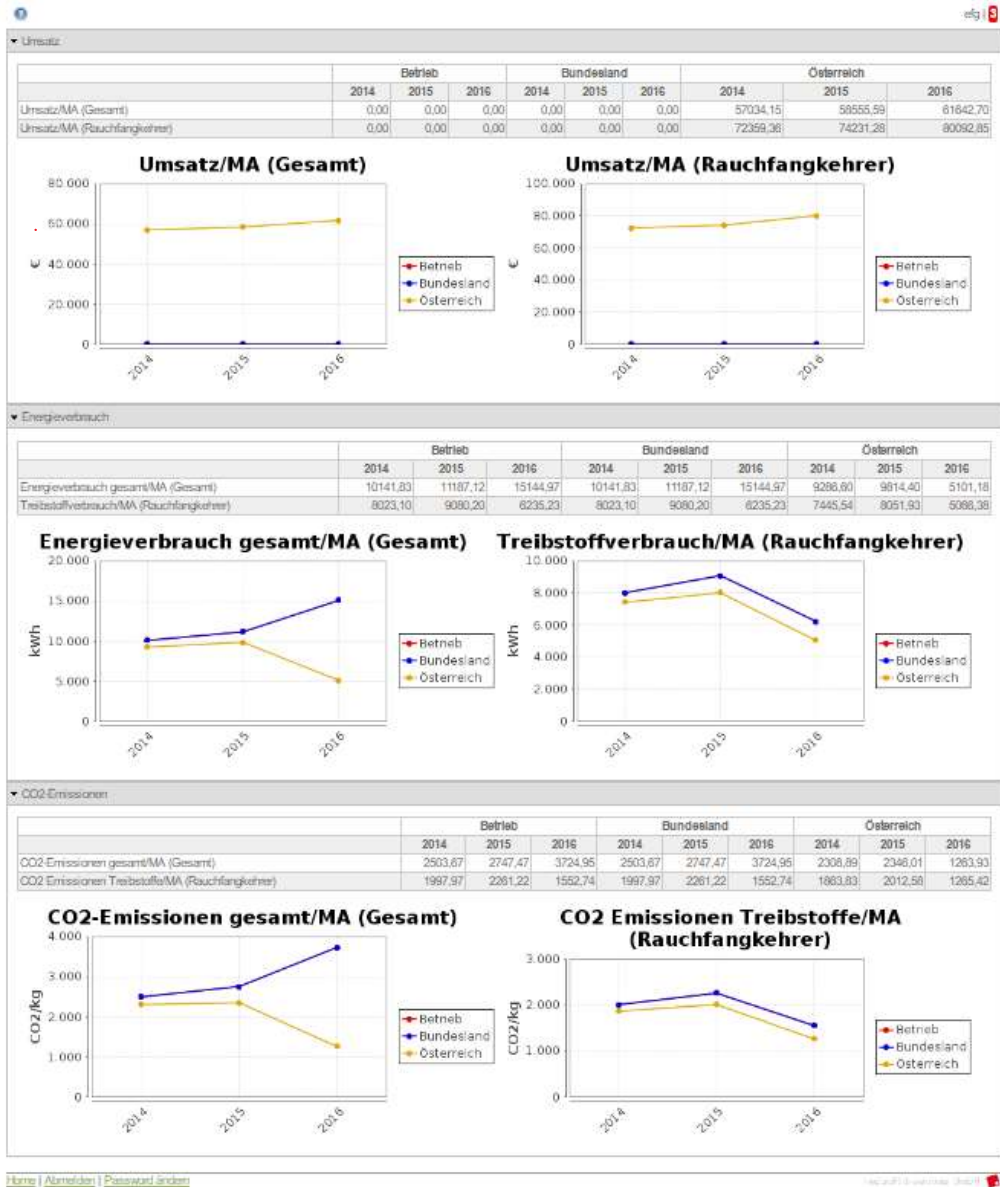 efg | 3
Umsatz
Betrieb Bundesland Österreich
2014 2015 2016 2014 2015 2016 2014 2015 2016
Umsatz/MA (Gesamt) 0,00 0,00 0,00 0,00 0,00 0,00 57034,15 58555,59 61642,70
Umsatz/MA (Rauchfangkehrer) 0,00 0,00 0,00 0,00 0,00 0,00 72359,36 74231,28 80092,85
Umsatz/MA (Gesamt)
80.000
60.000
40.000
20.000
0
€
2014 2015 2016
Betrieb
Bundesland
Österreich
Umsatz/MA (Rauchfangkehrer)
100.000
80.000
60.000
40.000
20.000
0
€
2014 2015 2016
Betrieb
Bundesland
Österreich
Energieverbrauch
Betrieb Bundesland Österreich
2014 2015 2016 2014 2015 2016 2014 2015 2016
Energieverbrauch gesamt/MA (Gesamt) 10141,83 11187,12 15144,97 10141,83 11187,12 15144,97 9286,60 9814,40 5101,18
Treibstoffverbrauch/MA (Rauchfangkehrer) 8023,10 9080,20 6235,23 8023,10 9080,20 6235,23 7445,54 8051,93 5068,38
Energieverbrauch gesamt/MA (Gesamt)
20.000
15.000
10.000
5.000
0
kWh
2014 2015 2016
Betrieb
Bundesland
Österreich
Treibstoffverbrauch/MA (Rauchfangkehrer)
10.000
8.000
6.000
4.000
2.000
0
kWh
2014 2015 2016
Betrieb
Bundesland
Österreich
CO2-Emissionen
Betrieb Bundesland Österreich
2014 2015 2016 2014 2015 2016 2014 2015 2016
CO2-Emissionen gesamt/MA (Gesamt) 2503,67 2747,47 3724,95 2503,67 2747,47 3724,95 2308,89 2346,01 1263,93
CO2 Emissionen Treibstoffe/MA (Rauchfangkehrer) 1997,97 2261,22 1552,74 1997,97 2261,22 1552,74 1863,83 2012,58 1265,42
CO2-Emissionen gesamt/MA (Gesamt)
4.000
3.000
2.000
1.000
0
CO2/kg
2014 2015 2016
Betrieb
Bundesland
Österreich
CO2 Emissionen Treibstoffe/MA
(Rauchfangkehrer)
3.000
2.000
1.000
0
CO2/kg
2014 2015 2016
Betrieb
Bundesland
Österreich
Home | Abmelden | Password ändern